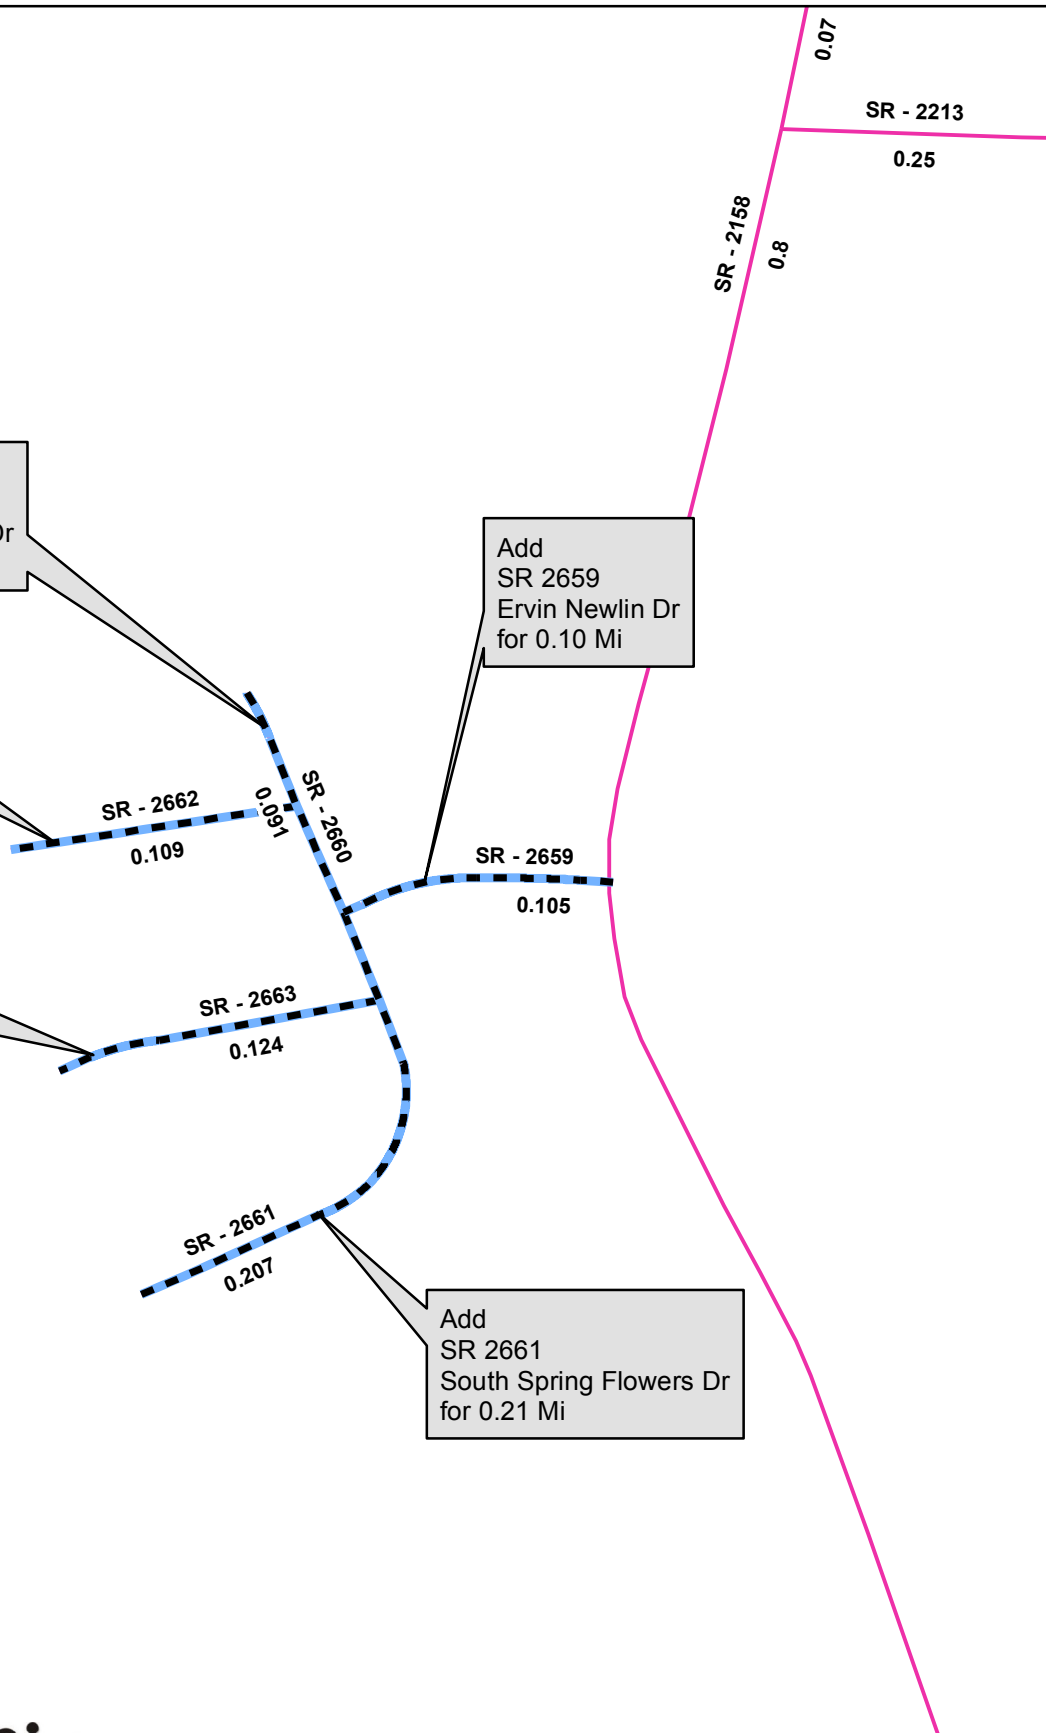 0.07
SR - 2213
0.25
SR - 2158
0.8
Dr
Add
SR 2659
Ervin Newlin Dr
for 0.10 Mi
SR - 2660
0.091
SR - 2662
0.109
SR - 2659
0.105
SR - 2663
0.124
SR - 2661
0.207
Add
SR 2661
South Spring Flowers Dr
for 0.21 Mi